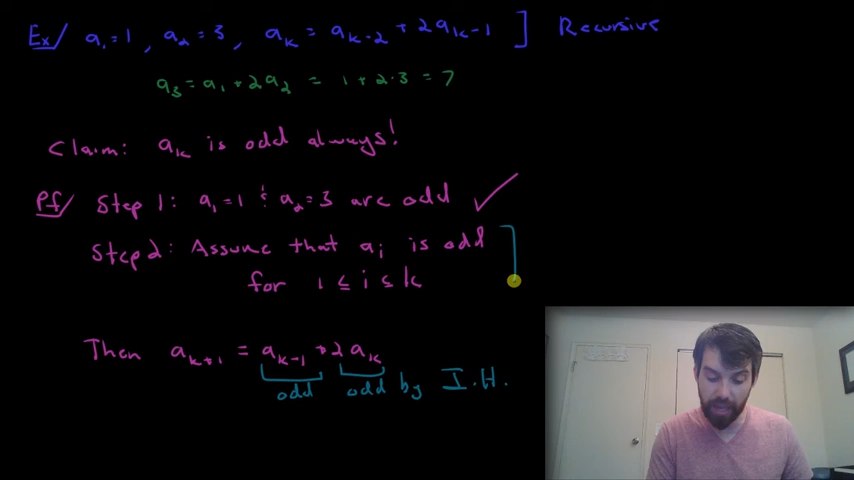 Ex/ a₁=1, a₂=3, aₖ = aₖ₋₂ + 2aₖ₋₁ ] Recursive
a₃ = a₁ + 2a₂ = 1 + 2·3 = 7
Claim: aₖ is odd always!
Pf/ Step 1: a₁=1 & a₂=3 are odd ✓
Step 2: Assume that aᵢ is odd
for 1 ≤ i ≤ k
Then aₖ₊₁ = aₖ₋₁ + 2aₖ
odd odd by I.H.